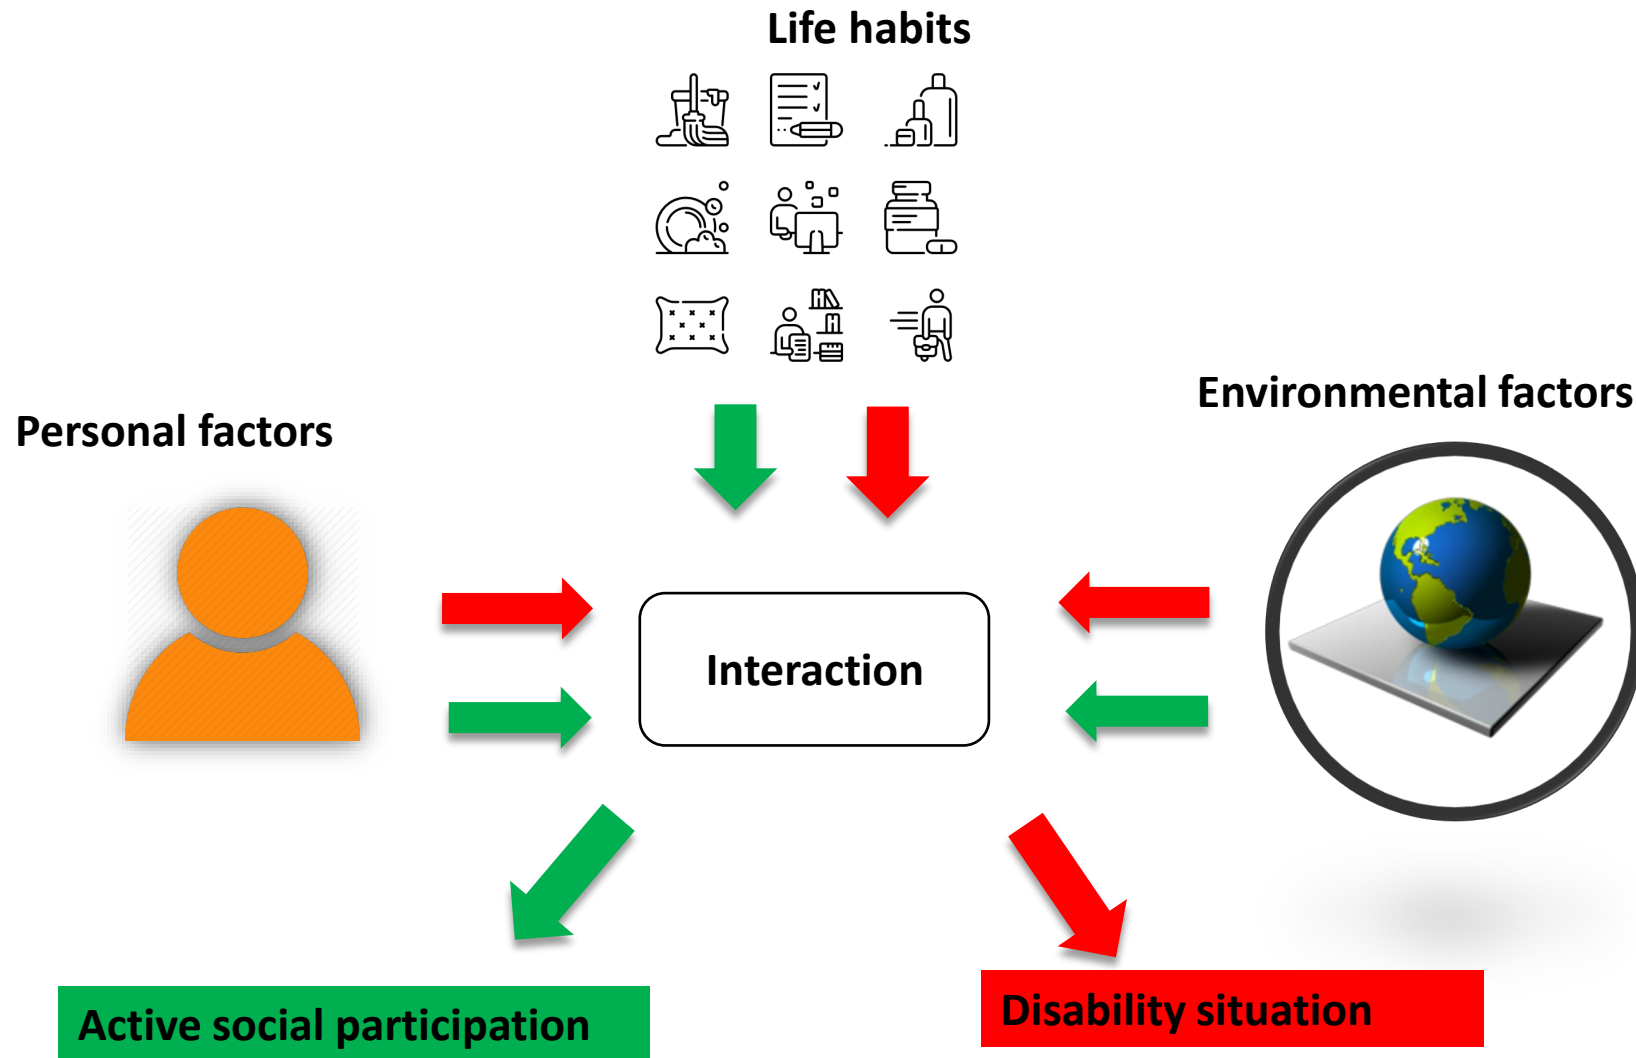 Life habits
Environmental factors
Personal factors
Interaction
Active social participation
Disability situation